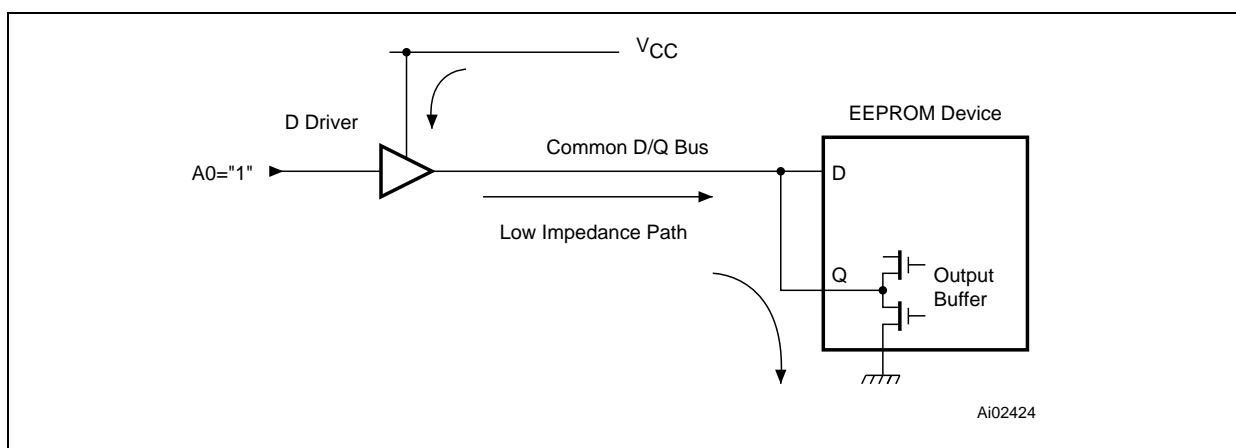 VCC
D Driver
EEPROM Device
A0="1"
Common D/Q Bus
D
Low Impedance Path
Q
Output
Buffer
Ai02424